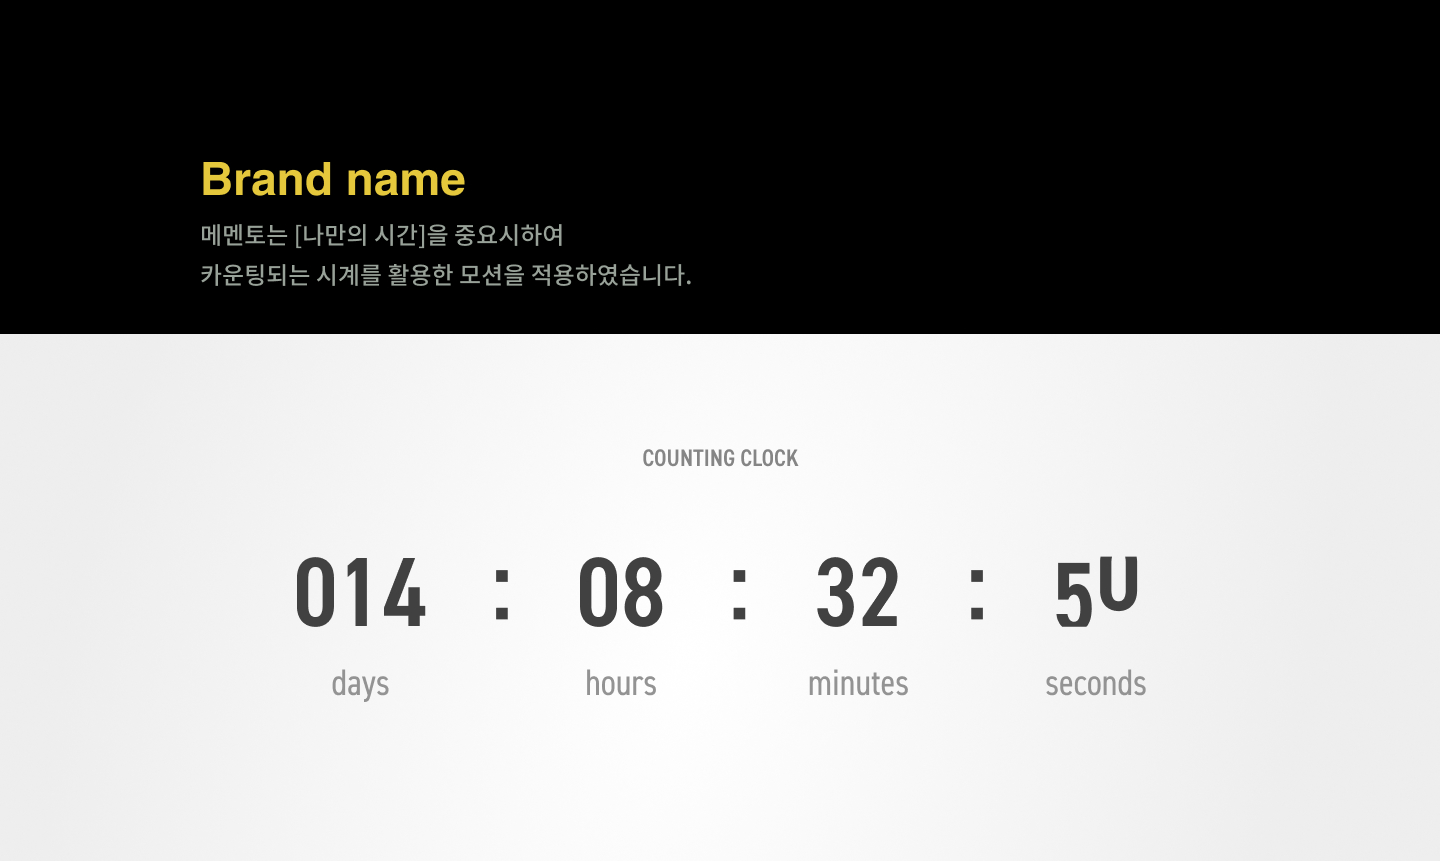 Brand name
메멘토는 [나만의 시간]을 중요시하여
카운팅되는 시계를 활용한 모션을 적용하였습니다.
COUNTING CLOCK
014 : 08 : 32 :
days hours minutes seconds